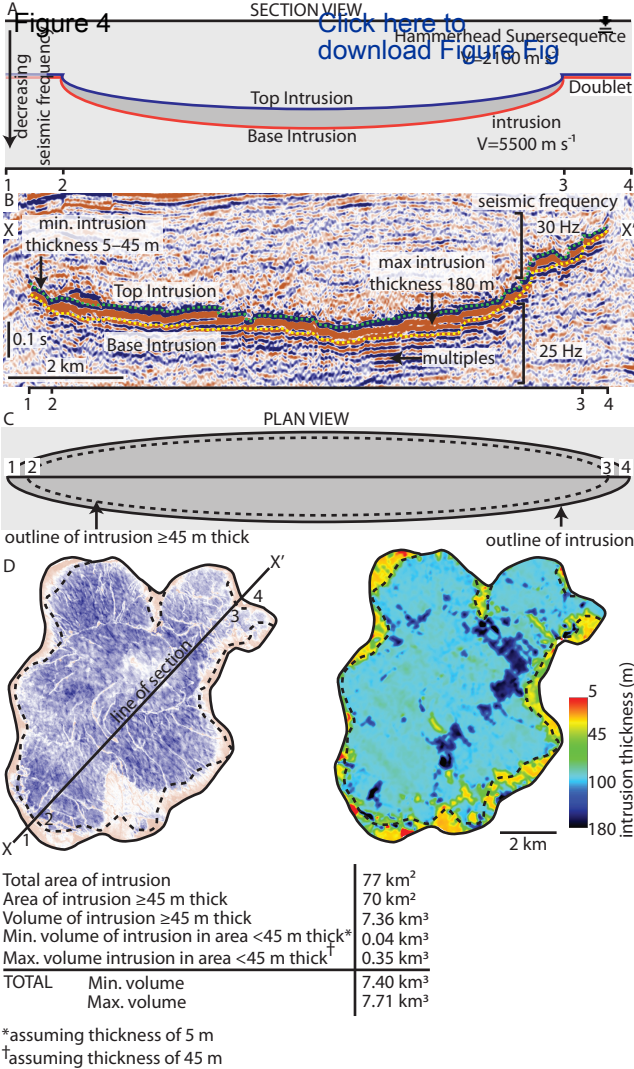 A
SECTION VIEW
Figure 4
Click here to
download Figure Fig
Hammerhead Supersequence
V=2100 m s
decreasing
seismic frequency
Top Intrusion
Base Intrusion
Doublet
intrusion
V=5500 m s⁻¹
1 2 3 4
B
seismic frequency
X
X'
min. intrusion
thickness 5–45 m
30 Hz
max intrusion
thickness 180 m
Top Intrusion
Base Intrusion
0.1 s
2 km
multiples
25 Hz
1 2 3 4
C
PLAN VIEW
1 2 3 4
outline of intrusion ≥45 m thick
outline of intrusion
D
X'
4
3
line of section
2
1
X
intrusion thickness (m)
5
45
100
180
2 km
Total area of intrusion 77 km²
Area of intrusion ≥45 m thick 70 km²
Volume of intrusion ≥45 m thick 7.36 km³
Min. volume of intrusion in area <45 m thick* 0.04 km³
Max. volume intrusion in area <45 m thick† 0.35 km³
TOTAL Min. volume 7.40 km³
Max. volume 7.71 km³
*assuming thickness of 5 m
†assuming thickness of 45 m